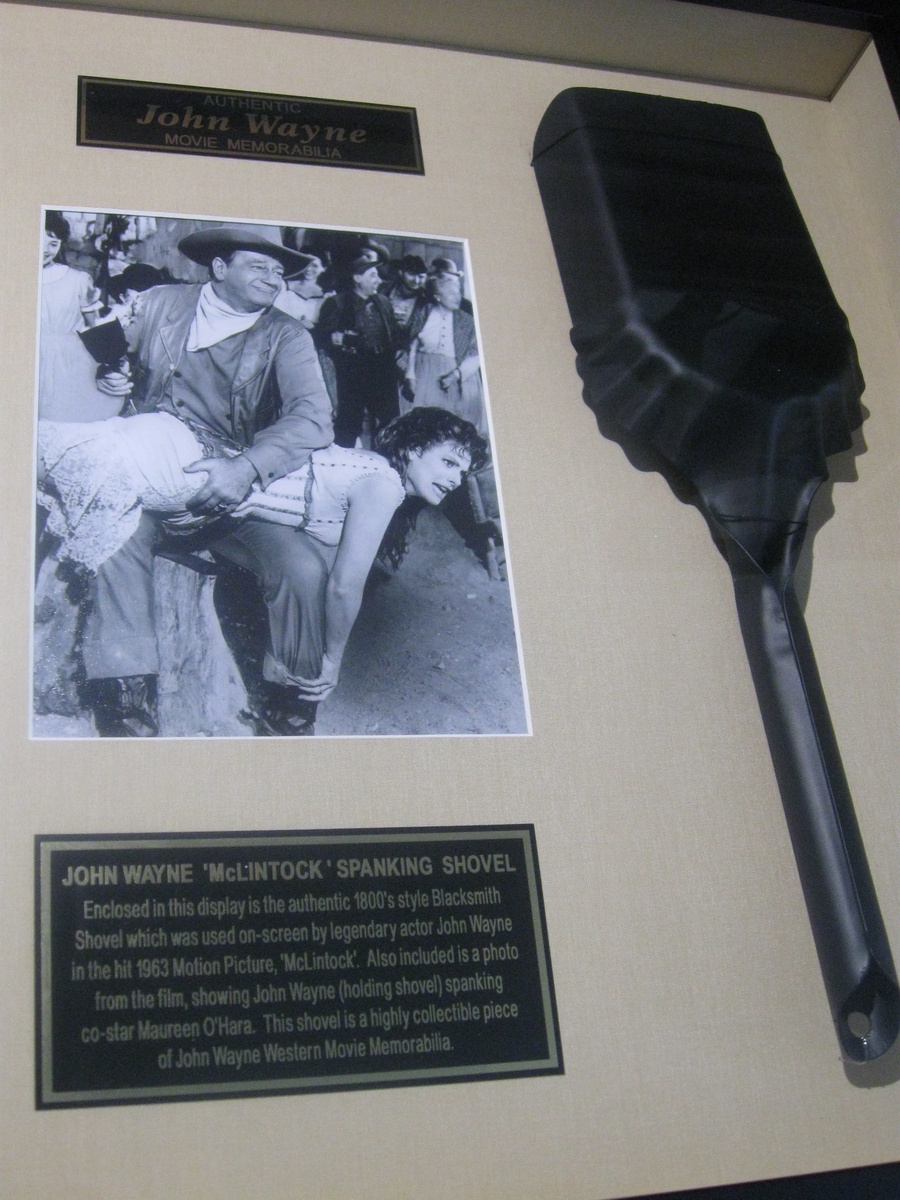 AUTHENTIC
John Wayne
MOVIE MEMORABILIA
JOHN WAYNE 'McLINTOCK' SPANKING SHOVEL
Enclosed in this display is the authentic 1800's style Blacksmith
Shovel which was used on-screen by legendary actor John Wayne
in the hit 1963 Motion Picture, 'McLintock'. Also included is a photo
from the film, showing John Wayne (holding shovel) spanking
co-star Maureen O'Hara. This shovel is a highly collectible piece
of John Wayne Western Movie Memorabilia.